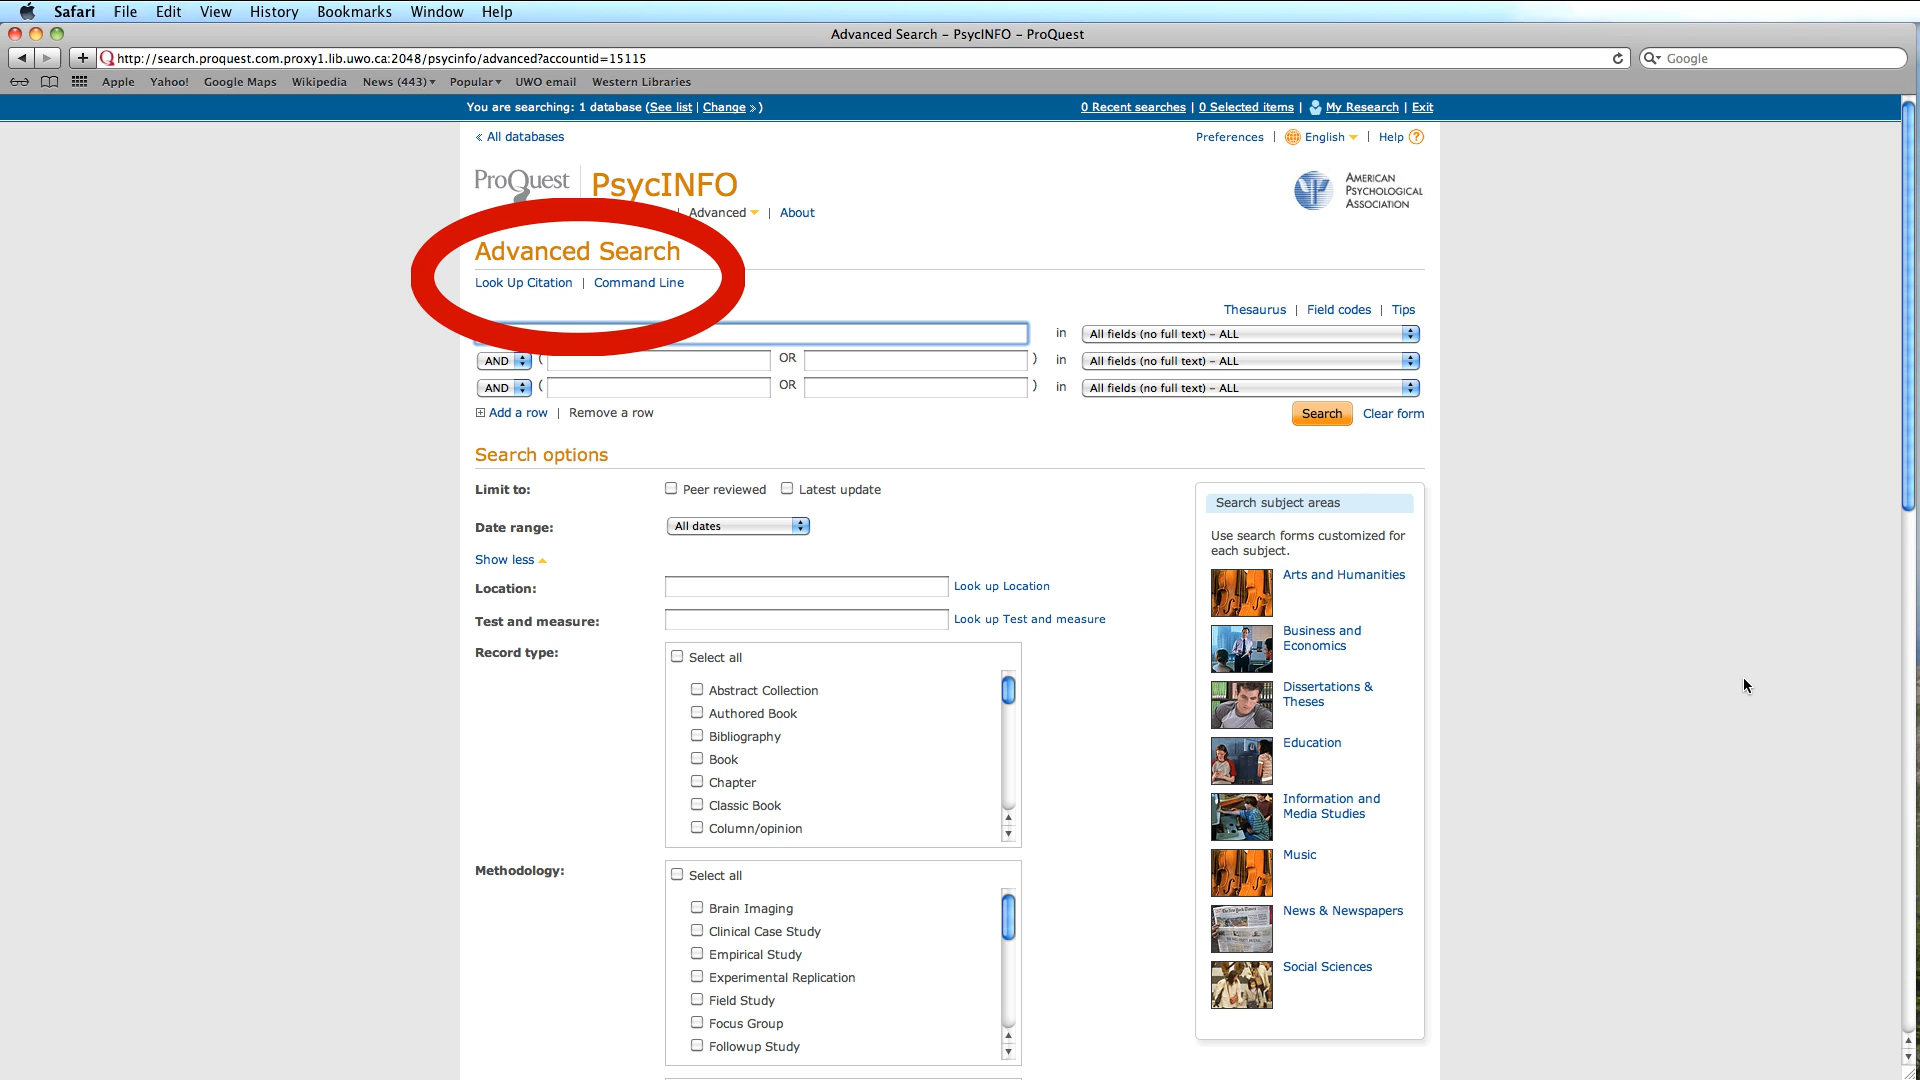 Safari File Edit View History Bookmarks Window Help
Advanced Search – PsycINFO – ProQuest
http://search.proquest.com.proxy1.lib.uwo.ca:2048/psycinfo/advanced?accountid=15115
Google
Apple Yahoo! Google Maps Wikipedia News (443) Popular UWO email Western Libraries
You are searching: 1 database (See list | Change » )
0 Recent searches | 0 Selected items | My Research | Exit
« All databases
Preferences | English | Help ?
ProQuest PsycINFO
AMERICAN
PSYCHOLOGICAL
ASSOCIATION
| Advanced | About
Advanced Search
Look Up Citation | Command Line
Thesaurus | Field codes | Tips
in All fields (no full text) – ALL
AND ( OR ) in All fields (no full text) – ALL
AND ( OR ) in All fields (no full text) – ALL
Add a row | Remove a row
Search Clear form
Search options
Limit to: Peer reviewed Latest update
Date range: All dates
Show less
Location: Look up Location
Test and measure: Look up Test and measure
Record type: Select all
Abstract Collection
Authored Book
Bibliography
Book
Chapter
Classic Book
Column/opinion
Methodology: Select all
Brain Imaging
Clinical Case Study
Empirical Study
Experimental Replication
Field Study
Focus Group
Followup Study
Search subject areas
Use search forms customized for
each subject.
Arts and Humanities
Business and
Economics
Dissertations &
Theses
Education
Information and
Media Studies
Music
News & Newspapers
Social Sciences